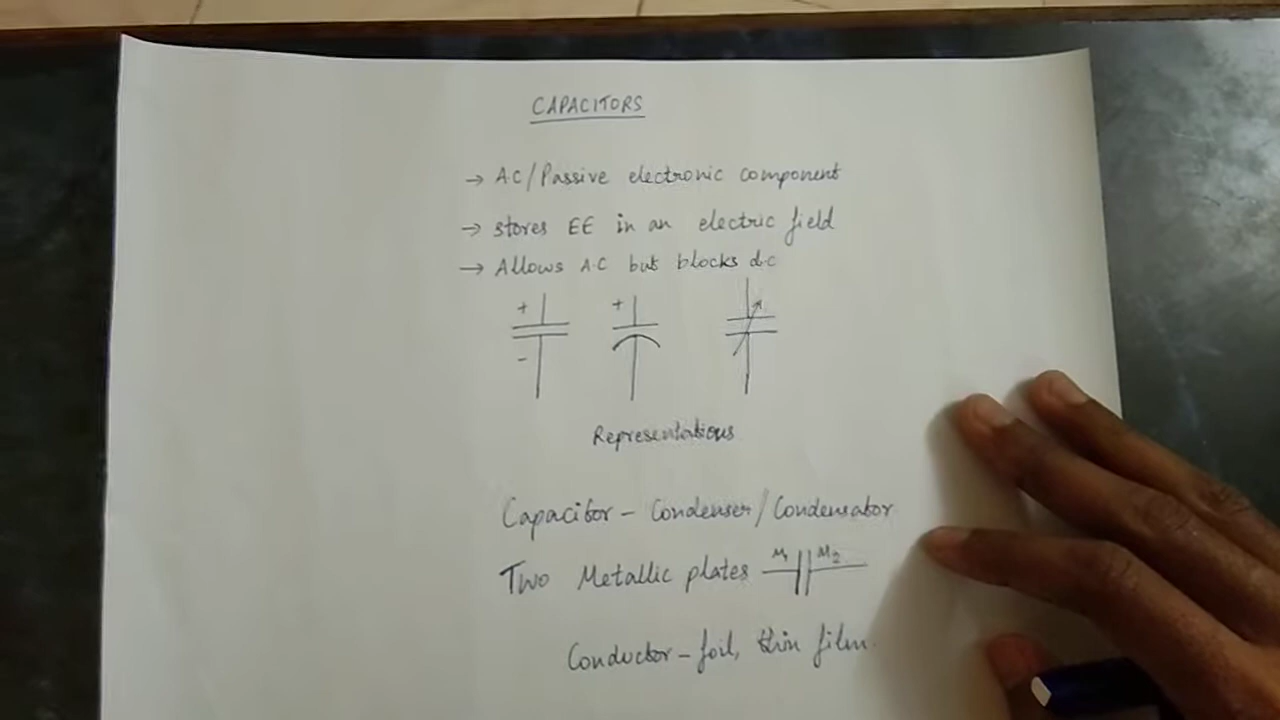 CAPACITORS
→ A.C/Passive electronic component
→ stores EE in an electric field
→ Allows A.C but blocks d.c
+ + 
-
Representations
Capacitor - Condenser/Condensator
Two Metallic plates M1 M2
Conductor - foil, thin film